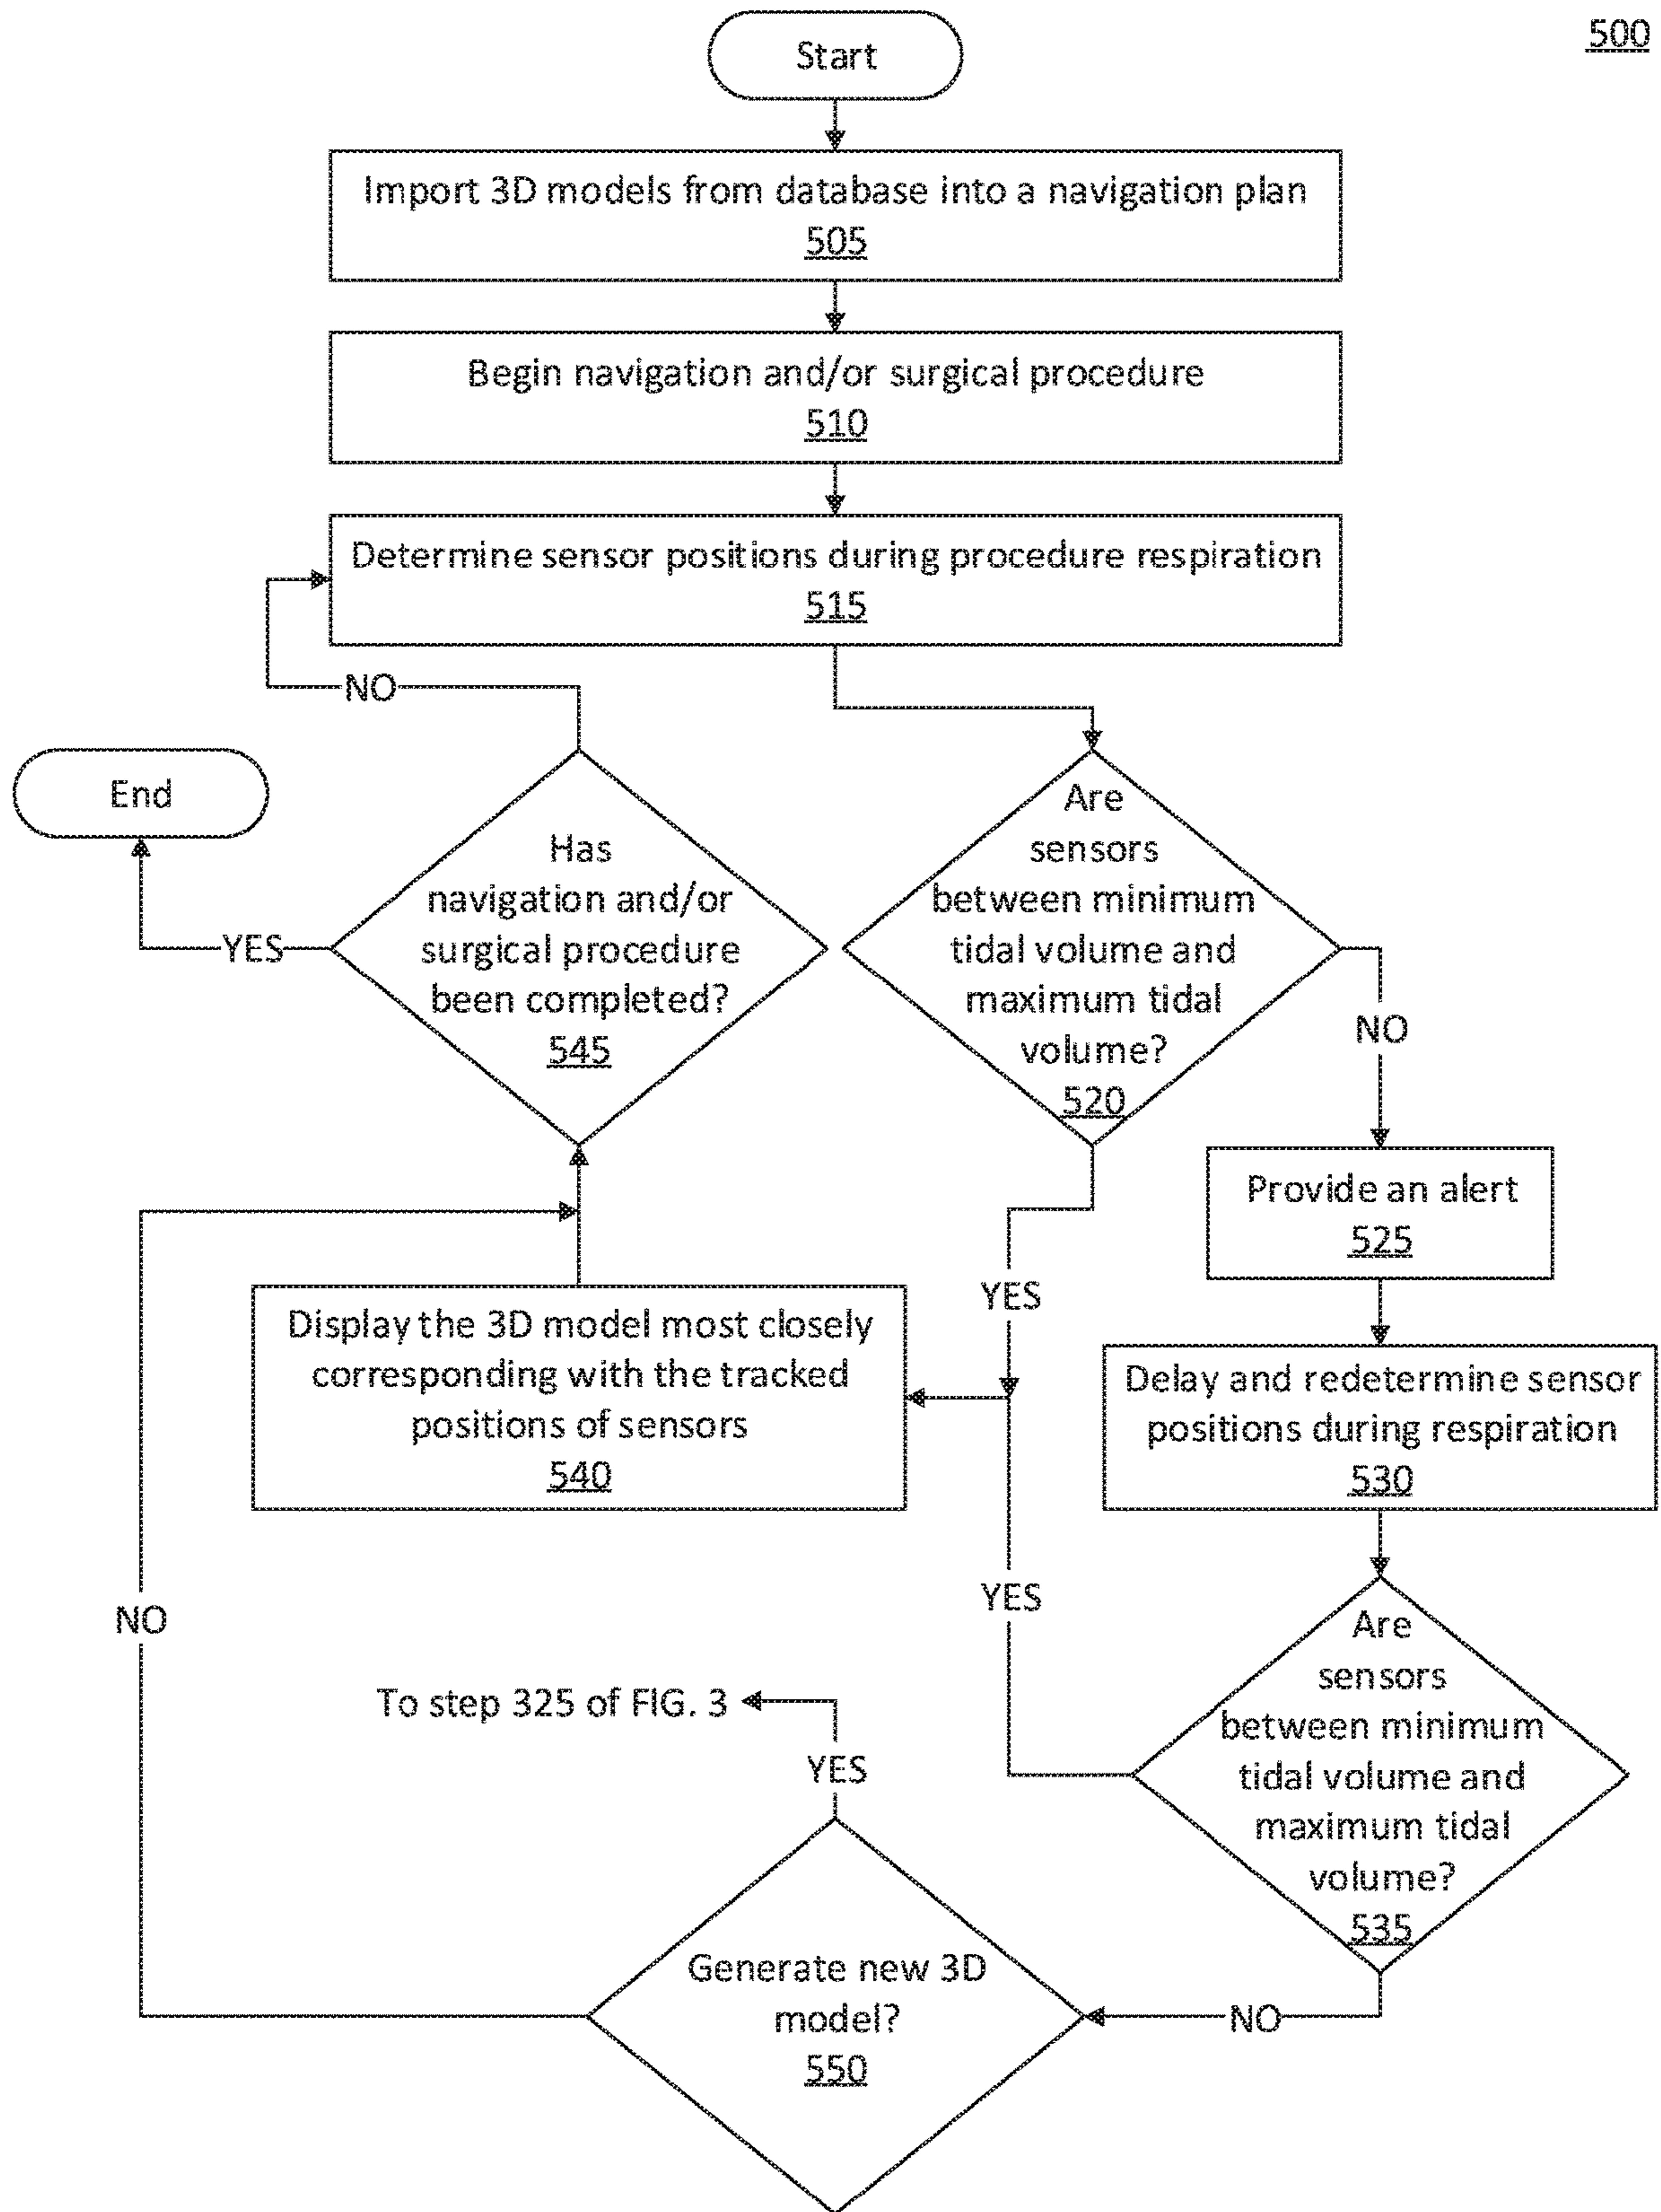 500
Start
Import 3D models from database into a navigation plan
505
Begin navigation and/or surgical procedure
510
Determine sensor positions during procedure respiration
515
NO
End
Has
navigation and/or
surgical procedure
been completed?
545
YES
Are
sensors
between minimum
tidal volume and
maximum tidal
volume?
520
NO
Provide an alert
525
YES
Display the 3D model most closely
corresponding with the tracked
positions of sensors
540
Delay and redetermine sensor
positions during respiration
530
YES
NO
Are
sensors
between minimum
tidal volume and
maximum tidal
volume?
535
To step 325 of FIG. 3
YES
Generate new 3D
model?
550
NO